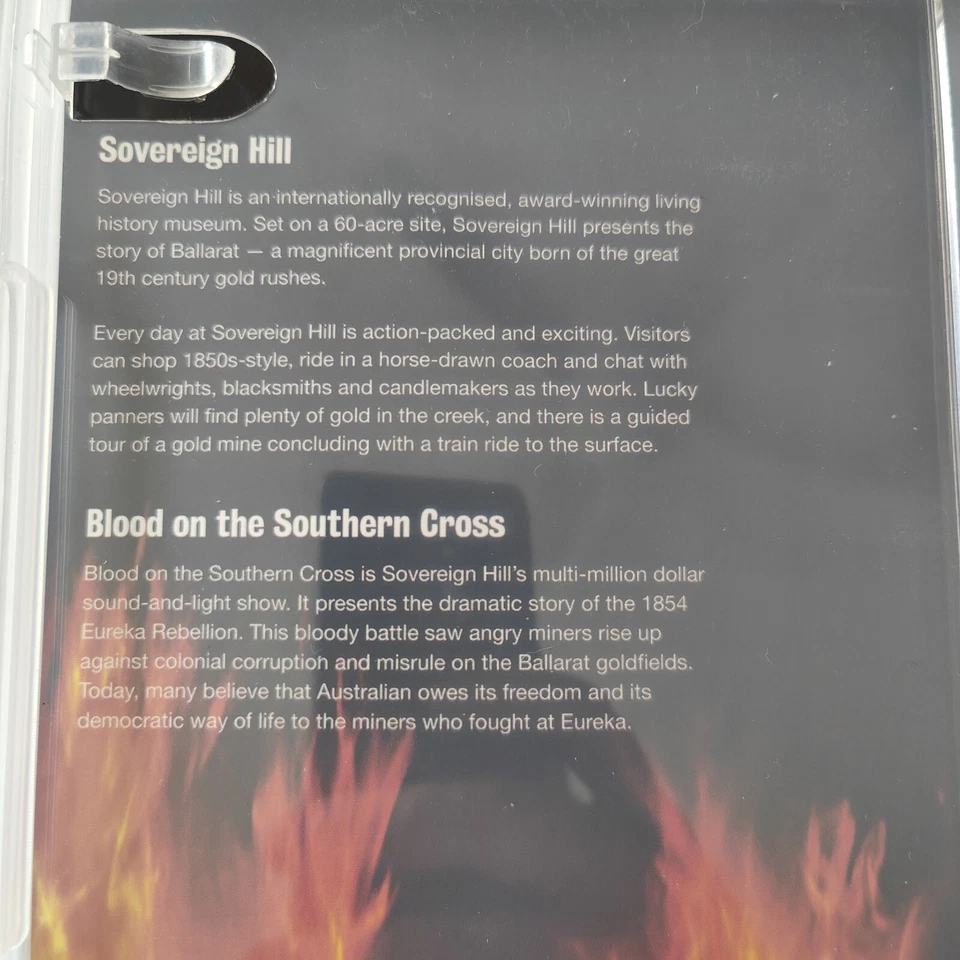 Sovereign Hill
Sovereign Hill is an internationally recognised, award-winning living
history museum. Set on a 60-acre site, Sovereign Hill presents the
story of Ballarat — a magnificent provincial city born of the great
19th century gold rushes.
Every day at Sovereign Hill is action-packed and exciting. Visitors
can shop 1850s-style, ride in a horse-drawn coach and chat with
wheelwrights, blacksmiths and candlemakers as they work. Lucky
panners will find plenty of gold in the creek, and there is a guided
tour of a gold mine concluding with a train ride to the surface.
Blood on the Southern Cross
Blood on the Southern Cross is Sovereign Hill's multi-million dollar
sound-and-light show. It presents the dramatic story of the 1854
Eureka Rebellion. This bloody battle saw angry miners rise up
against colonial corruption and misrule on the Ballarat goldfields.
Today, many believe that Australian owes its freedom and its
democratic way of life to the miners who fought at Eureka.